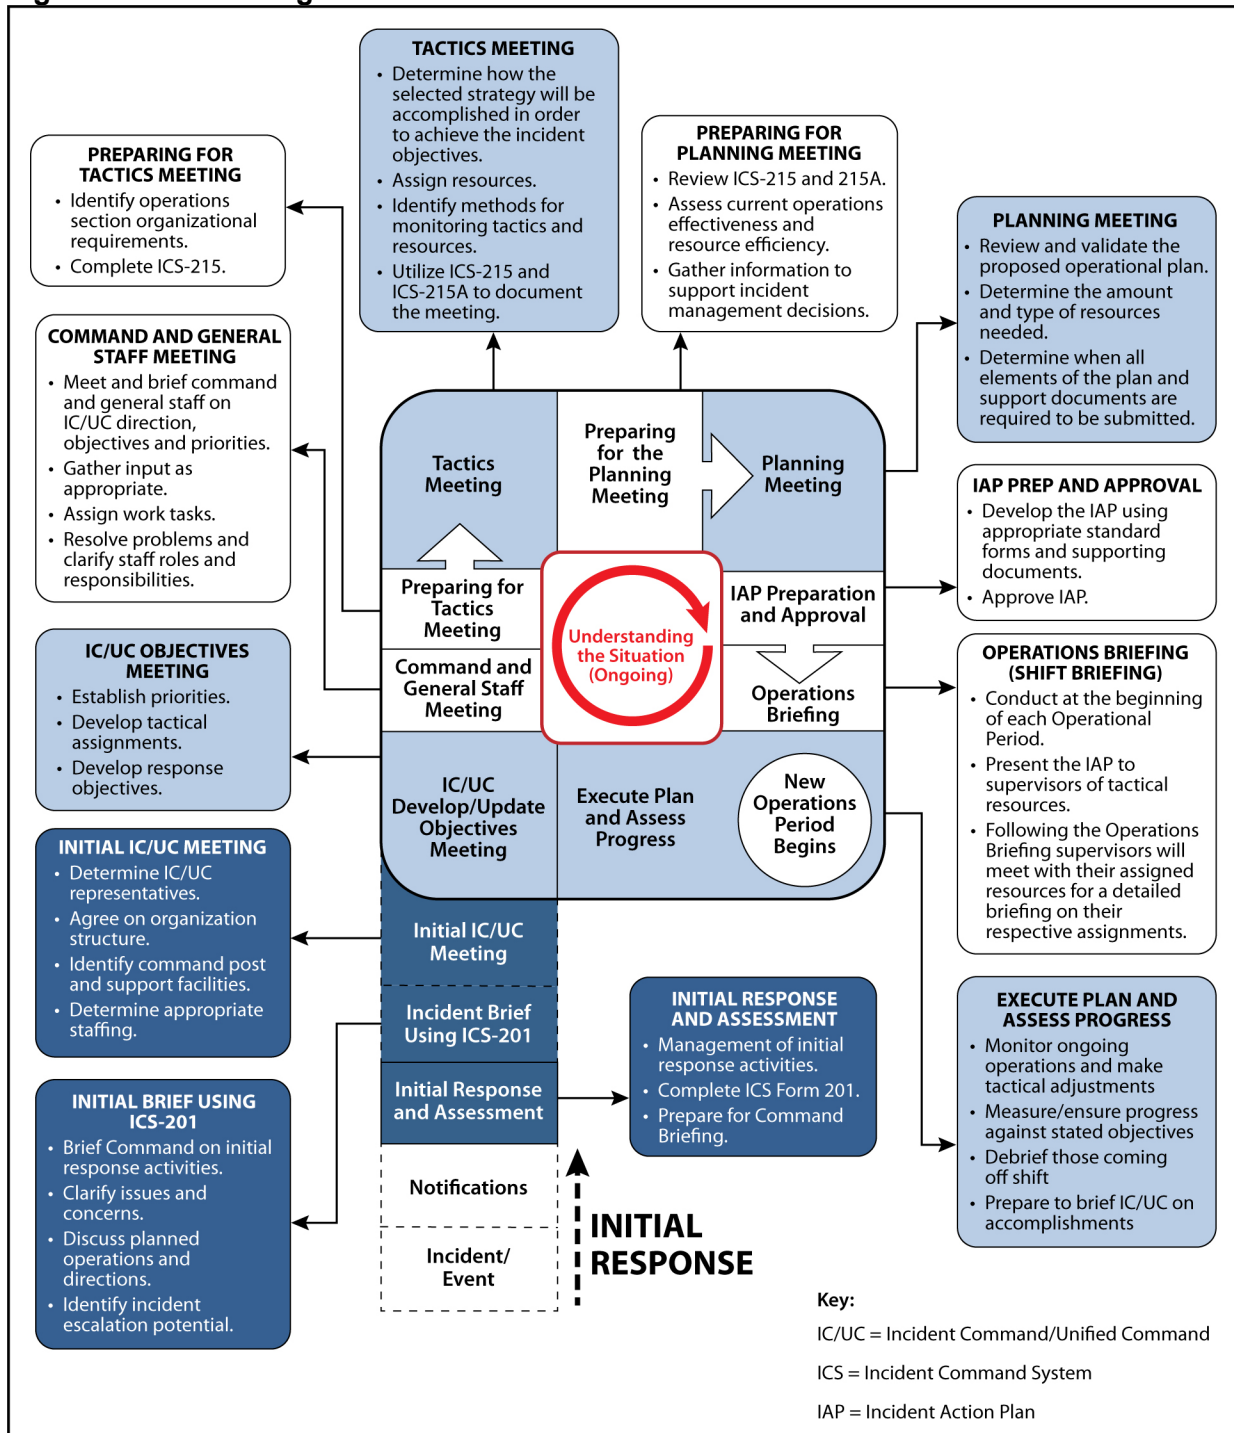 TACTICS MEETING
• Determine how the
selected strategy will be
accomplished in order
to achieve the incident
objectives.
• Assign resources.
• Identify methods for
monitoring tactics and
resources.
• Utilize ICS-215 and
ICS-215A to document
the meeting.
PREPARING FOR
PLANNING MEETING
• Review ICS-215 and 215A.
• Assess current operations
effectiveness and
resource efficiency.
• Gather information to
support incident
management decisions.
PREPARING FOR
TACTICS MEETING
• Identify operations
section organizational
requirements.
• Complete ICS-215.
PLANNING MEETING
• Review and validate the
proposed operational plan.
• Determine the amount
and type of resources
needed.
• Determine when all
elements of the plan and
support documents are
required to be submitted.
COMMAND AND GENERAL
STAFF MEETING
• Meet and brief command
and general staff on
IC/UC direction,
objectives and priorities.
• Gather input as
appropriate.
• Assign work tasks.
• Resolve problems and
clarify staff roles and
responsibilities.
Tactics
Meeting
Preparing
for the
Planning
Meeting
Planning
Meeting
IAP PREP AND APPROVAL
• Develop the IAP using
appropriate standard
forms and supporting
documents.
• Approve IAP.
Preparing for
Tactics
Meeting
Understanding
the Situation
(Ongoing)
IAP Preparation
and Approval
Command and
General Staff
Meeting
Operations
Briefing
IC/UC OBJECTIVES
MEETING
• Establish priorities.
• Develop tactical
assignments.
• Develop response
objectives.
OPERATIONS BRIEFING
(SHIFT BRIEFING)
• Conduct at the beginning
of each Operational
Period.
• Present the IAP to
supervisors of tactical
resources.
• Following the Operations
Briefing supervisors will
meet with their assigned
resources for a detailed
briefing on their
respective assignments.
IC/UC
Develop/Update
Objectives
Meeting
Execute Plan
and Assess
Progress
New
Operations
Period
Begins
INITIAL IC/UC MEETING
• Determine IC/UC
representatives.
• Agree on organization
structure.
• Identify command post
and support facilities.
• Determine appropriate
staffing.
Initial IC/UC
Meeting
Incident Brief
Using ICS-201
Initial Response
and Assessment
INITIAL RESPONSE
AND ASSESSMENT
• Management of initial
response activities.
• Complete ICS Form 201.
• Prepare for Command
Briefing.
EXECUTE PLAN AND
ASSESS PROGRESS
• Monitor ongoing
operations and make
tactical adjustments
• Measure/ensure progress
against stated objectives
• Debrief those coming
off shift
• Prepare to brief IC/UC on
accomplishments
INITIAL BRIEF USING
ICS-201
• Brief Command on initial
response activities.
• Clarify issues and
concerns.
• Discuss planned
operations and
directions.
• Identify incident
escalation potential.
Notifications
Incident/
Event
INITIAL
RESPONSE
Key:
IC/UC = Incident Command/Unified Command
ICS = Incident Command System
IAP = Incident Action Plan